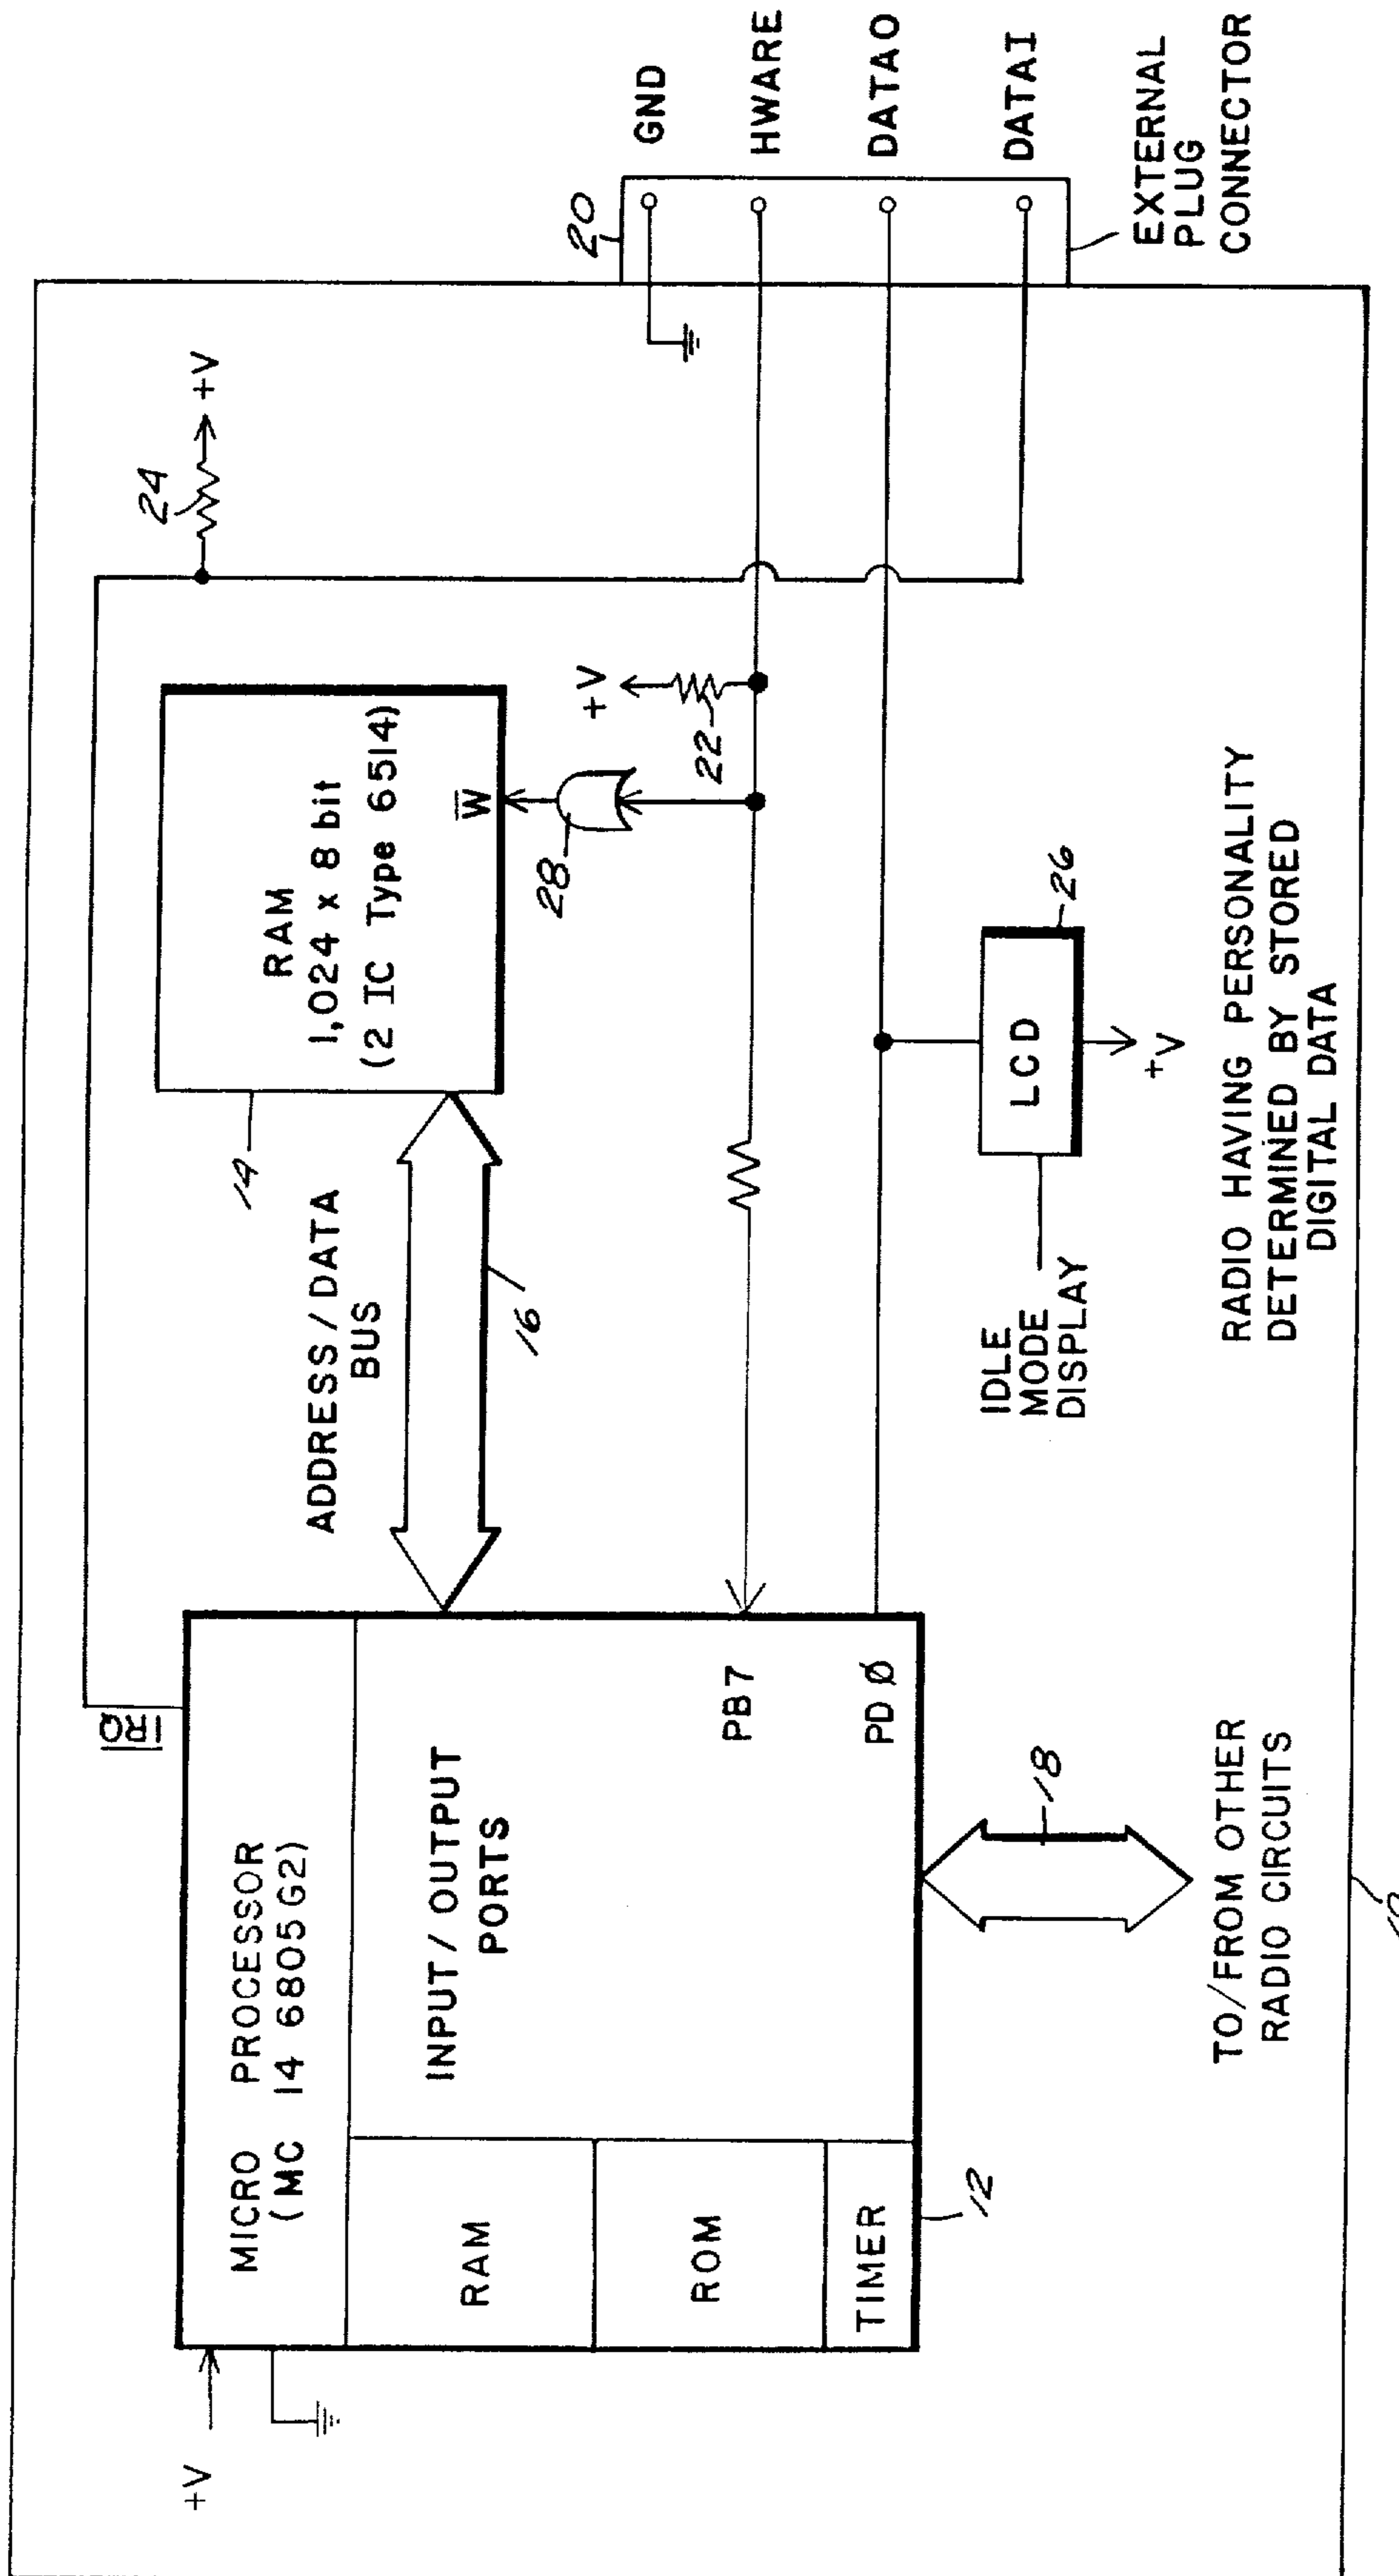 +V
MICRO PROCESSOR
(MC 14 6805G2)
IRQ
RAM
ROM
TIMER
INPUT/OUTPUT
PORTS
PB7
PDØ
12
ADDRESS/DATA
BUS
16
14
RAM
1,024 x 8 bit
(2 IC Type 6514)
W
28
22
+V
24
+V
20
GND
HWARE
DATAO
DATAI
EXTERNAL
PLUG
CONNECTOR
IDLE
MODE
DISPLAY
LCD
26
+V
18
TO/FROM OTHER
RADIO CIRCUITS
RADIO HAVING PERSONALITY
DETERMINED BY STORED
DIGITAL DATA